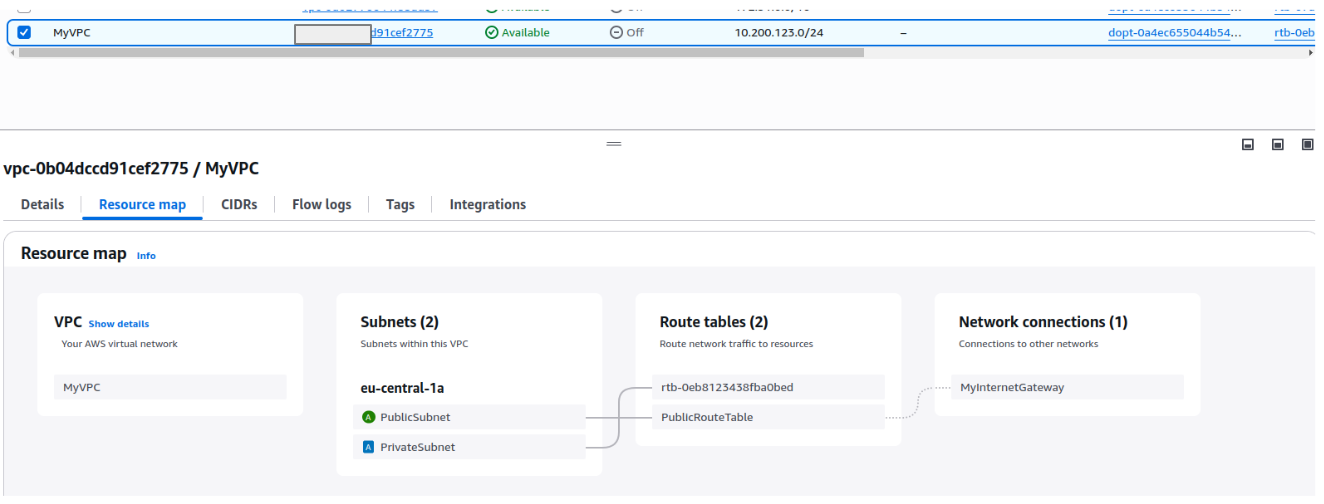 MyVPC d91cef2775 Available Off 10.200.123.0/24 – dopt-0a4ec655044b54... rtb-0eb
vpc-0b04dccd91cef2775 / MyVPC
Details Resource map CIDRs Flow logs Tags Integrations
Resource map Info
VPC Show details
Your AWS virtual network
MyVPC
Subnets (2)
Subnets within this VPC
eu-central-1a
A PublicSubnet
A PrivateSubnet
Route tables (2)
Route network traffic to resources
rtb-0eb8123438fba0bed
PublicRouteTable
Network connections (1)
Connections to other networks
MyInternetGateway